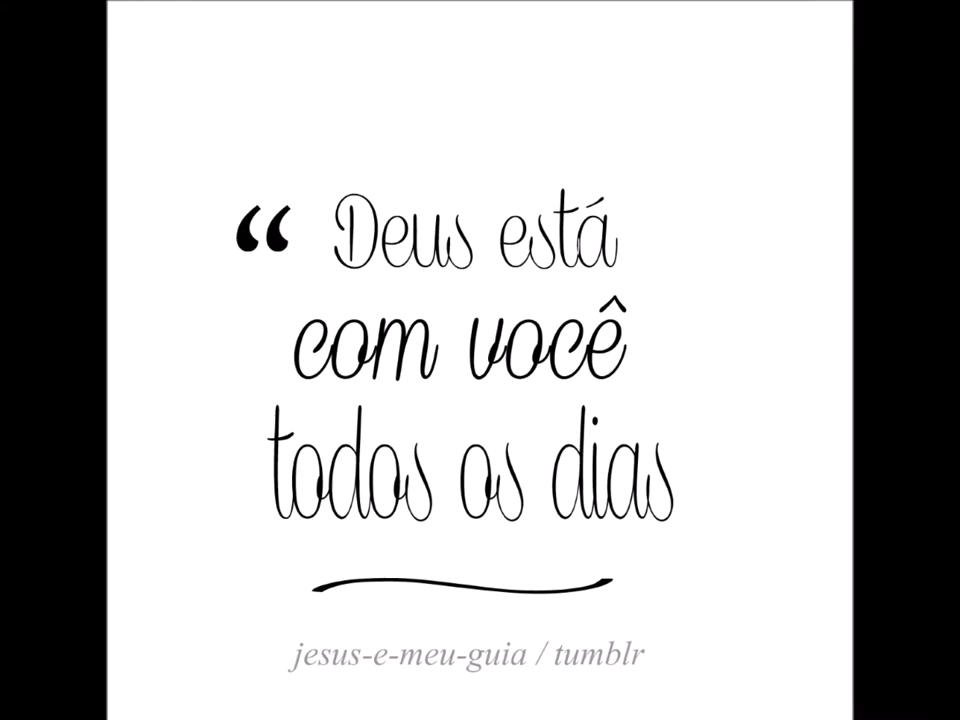 “ Deus está
com você
todos os dias
jesus-e-meu-guia / tumblr